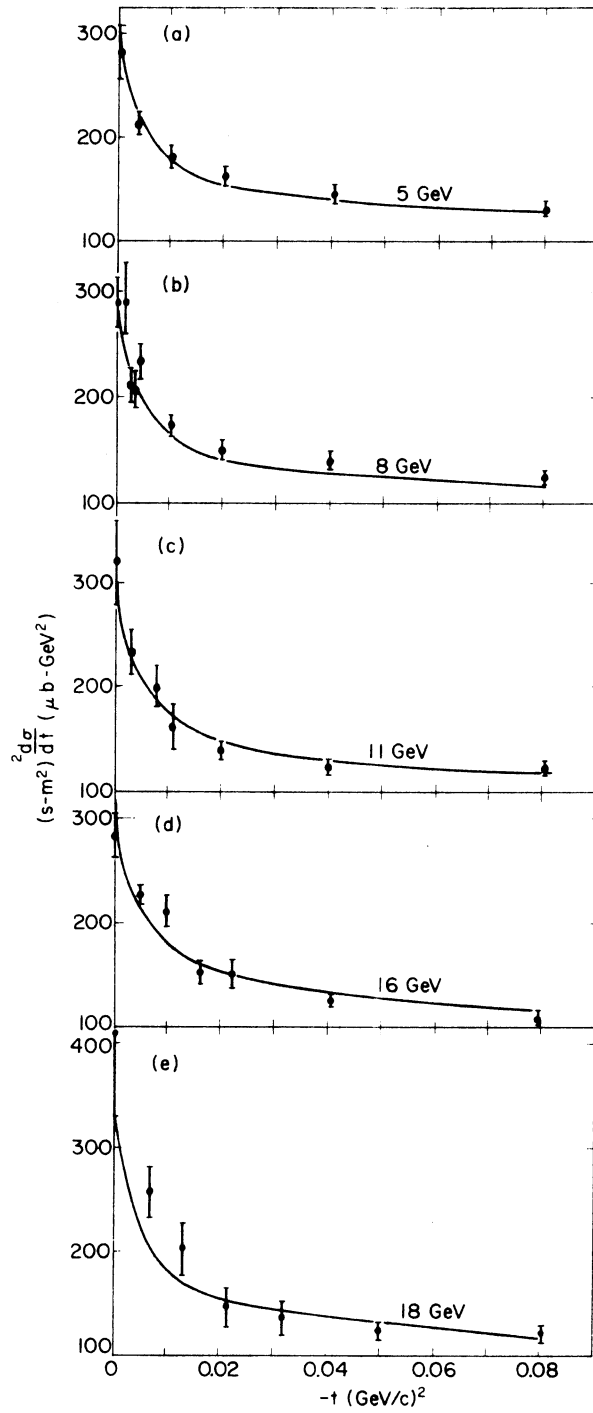 300
(a)
200
5 GeV
100
(b)
300
200
8 GeV
100
(c)
300
200
11 GeV
100
(s-m²)² dσ/dt (μb-GeV²)
(d)
300
200
16 GeV
100
400
(e)
300
200
18 GeV
100
0 0.02 0.04 0.06 0.08
-t (GeV/c)²